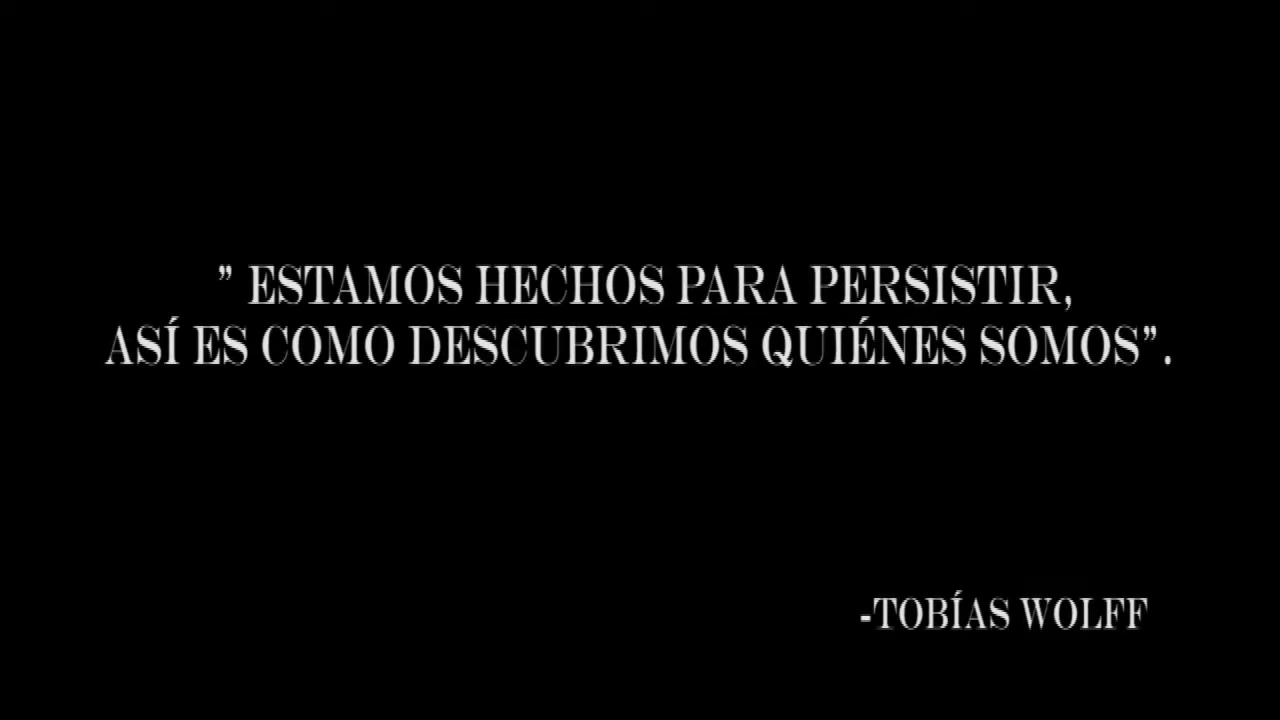 ” ESTAMOS HECHOS PARA PERSISTIR,
ASÍ ES COMO DESCUBRIMOS QUIÉNES SOMOS”.
-TOBÍAS WOLFF